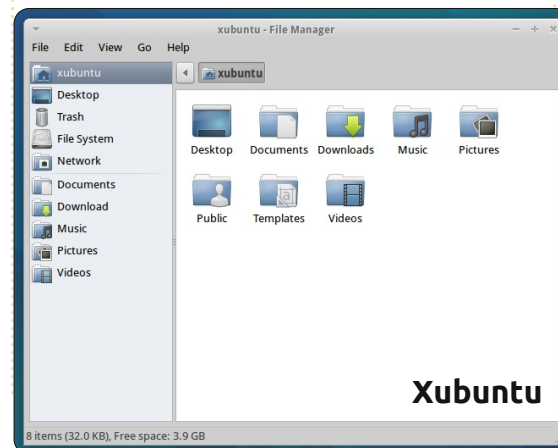 xubuntu - File Manager
File Edit View Go Help
xubuntu
xubuntu
Desktop
Trash
File System
Network
Documents
Download
Music
Pictures
Videos
Desktop Documents Downloads Music Pictures
Public Templates Videos
Xubuntu
8 items (32.0 KB), Free space: 3.9 GB